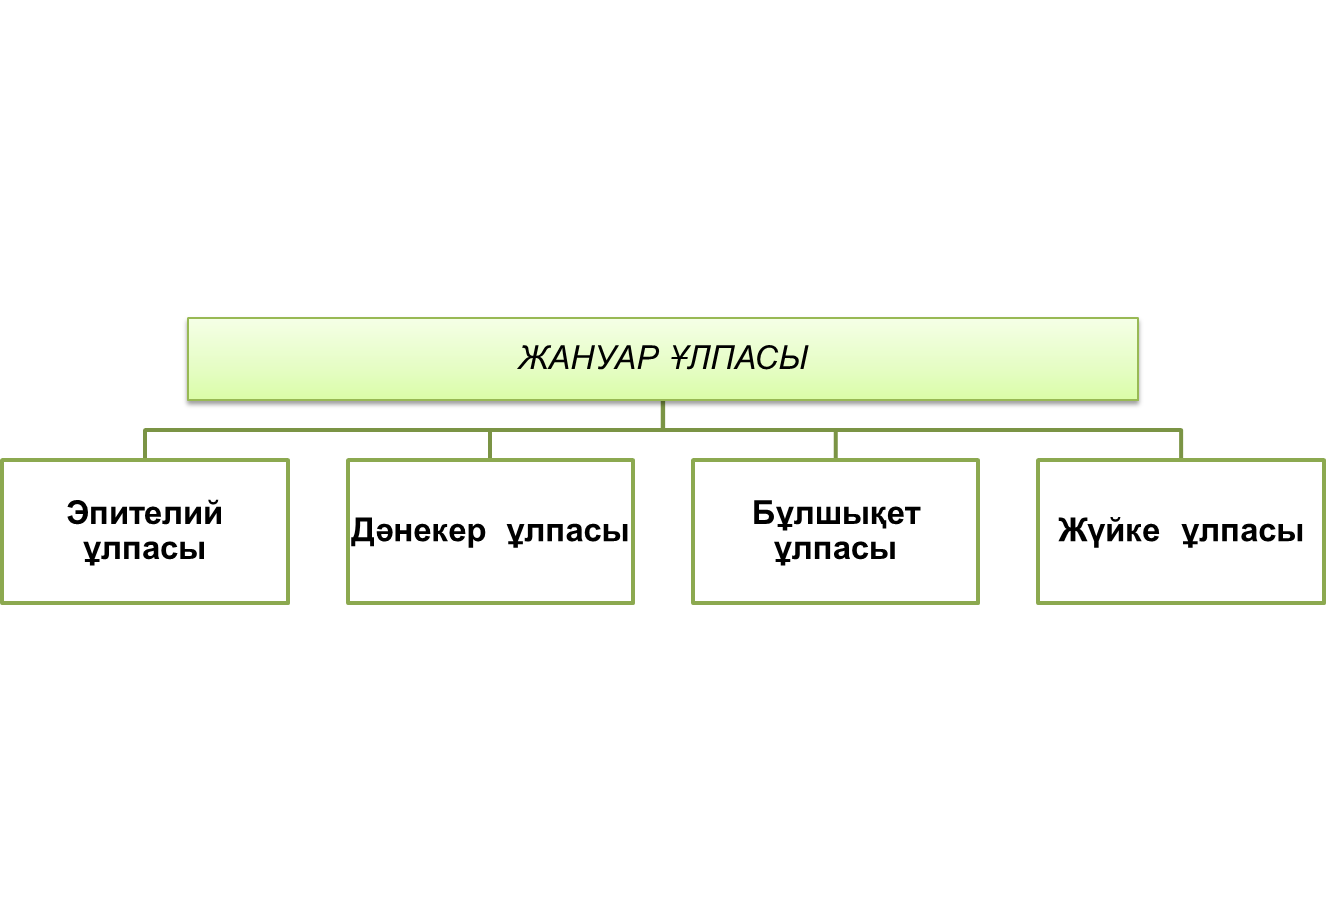 ЖАНУАР ҰЛПАСЫ
Эпителий
ұлпасы
Дәнекер ұлпасы
Бұлшықет
ұлпасы
Жүйке ұлпасы